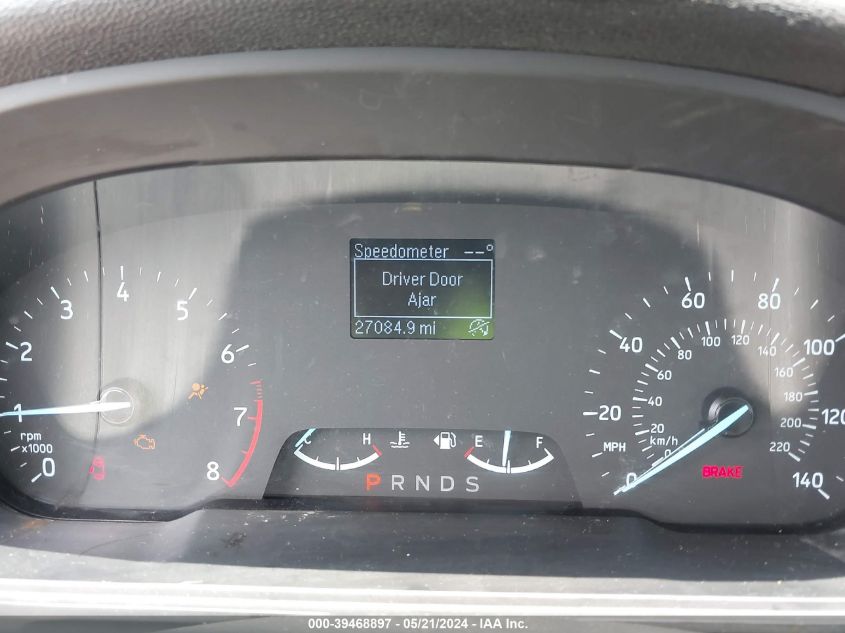 Speedometer --°
Driver Door
Ajar
27084.9 mi
0 1 2 3 4 5 6 7 8
rpm
x1000
C H
E F
P R N D S
0 20 40 60 80 100 120 140
MPH
0 20 40 60 80 100 120 140 160 180 200 220
km/h
BRAKE
000-39468897 - 05/21/2024 - IAA Inc.